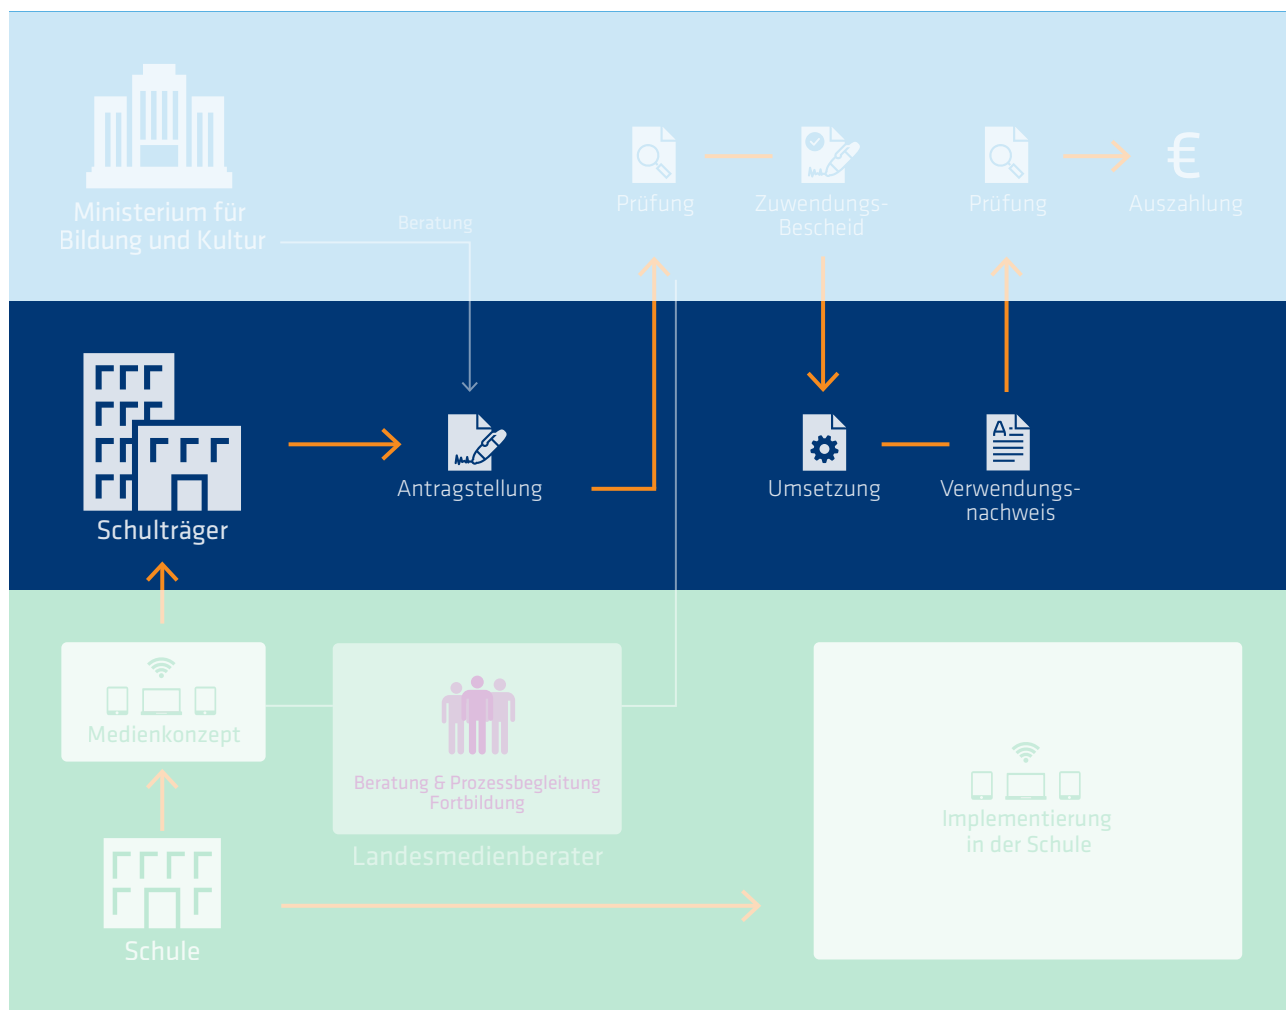 Ministerium für
Bildung und Kultur
Beratung
Prüfung
Zuwendungs-
Bescheid
Prüfung
€
Auszahlung
Schulträger
Antragstellung
Umsetzung
A
Verwendungs-
nachweis
Medienkonzept
Beratung & Prozessbegleitung
Fortbildung
Landesmedienberater
Implementierung
in der Schule
Schule